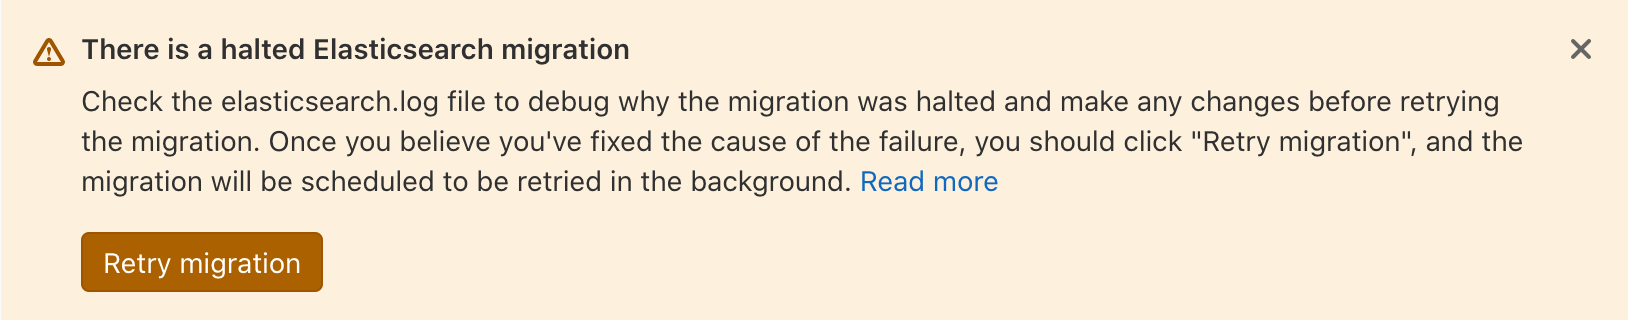 There is a halted Elasticsearch migration
Check the elasticsearch.log file to debug why the migration was halted and make any changes before retrying
the migration. Once you believe you've fixed the cause of the failure, you should click "Retry migration", and the
migration will be scheduled to be retried in the background. Read more
Retry migration